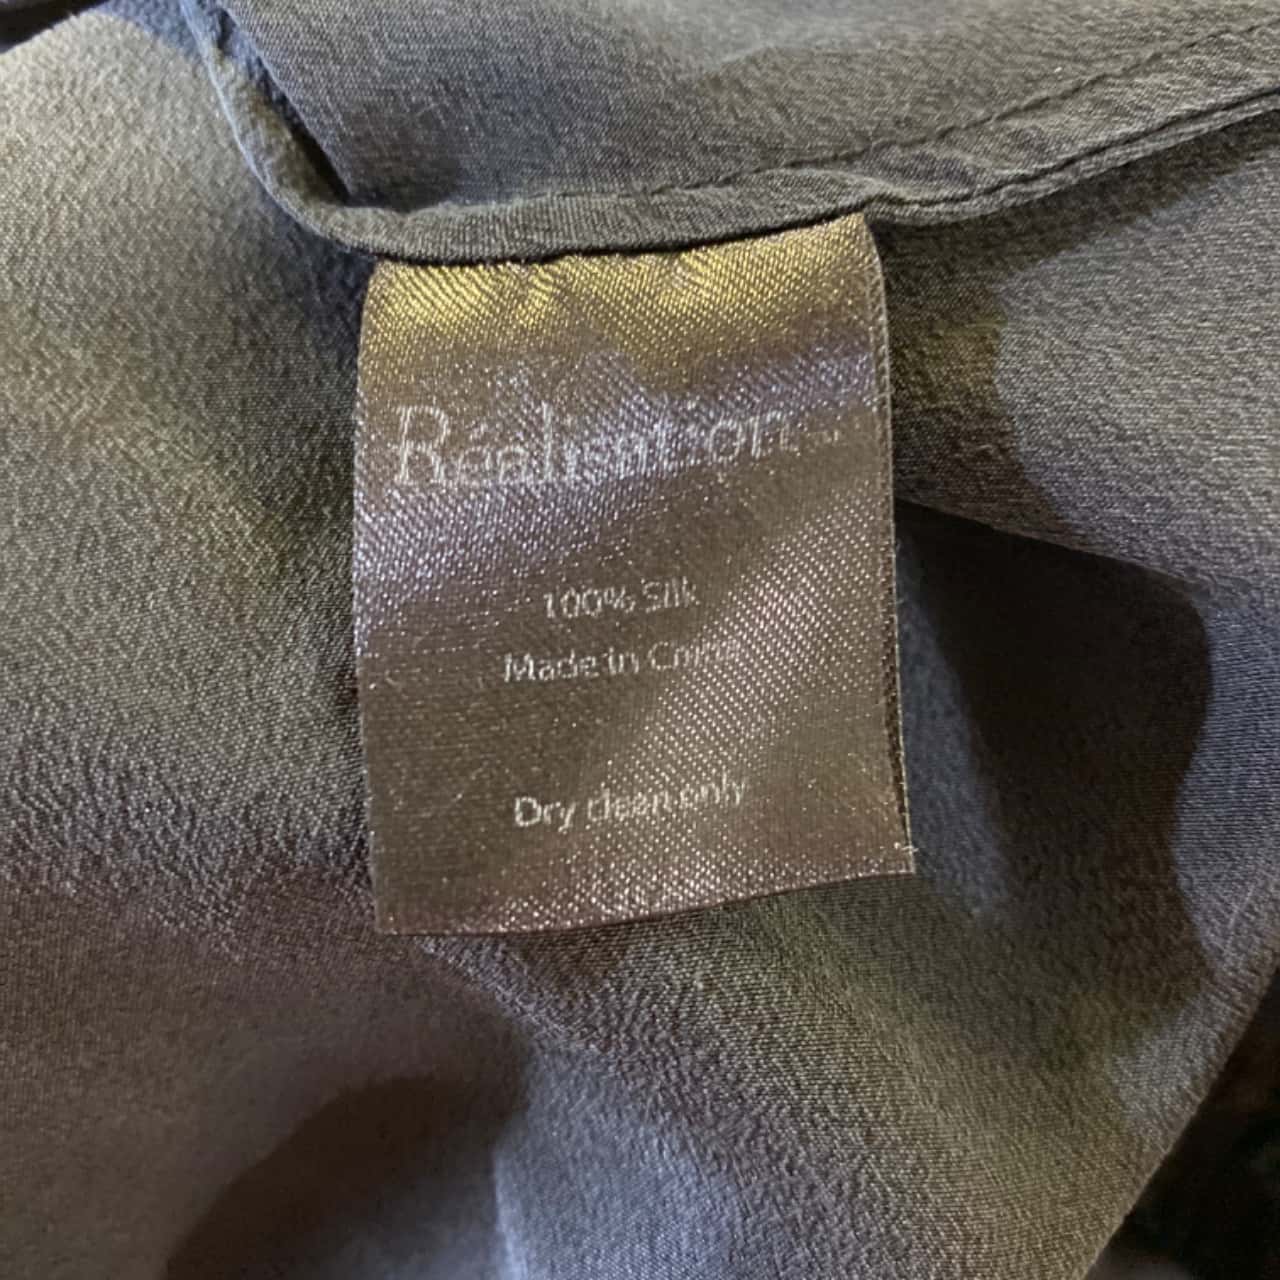 Réalisation
100% Silk
Made in China
Dry clean only